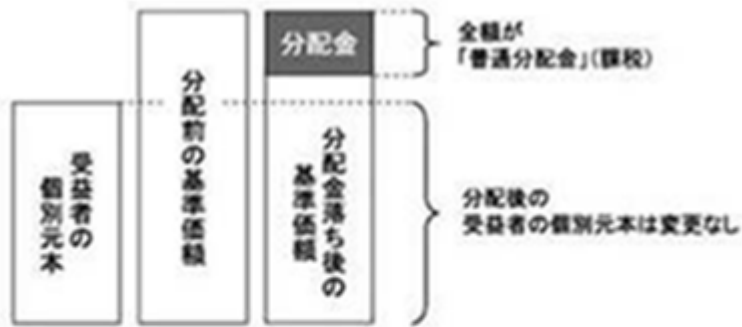 受益者の
個別元本
分配前の基準価額
分配金
分配金落ち後の
基準価額
全額が
「普通分配金」(課税)
分配後の
受益者の個別元本は変更なし